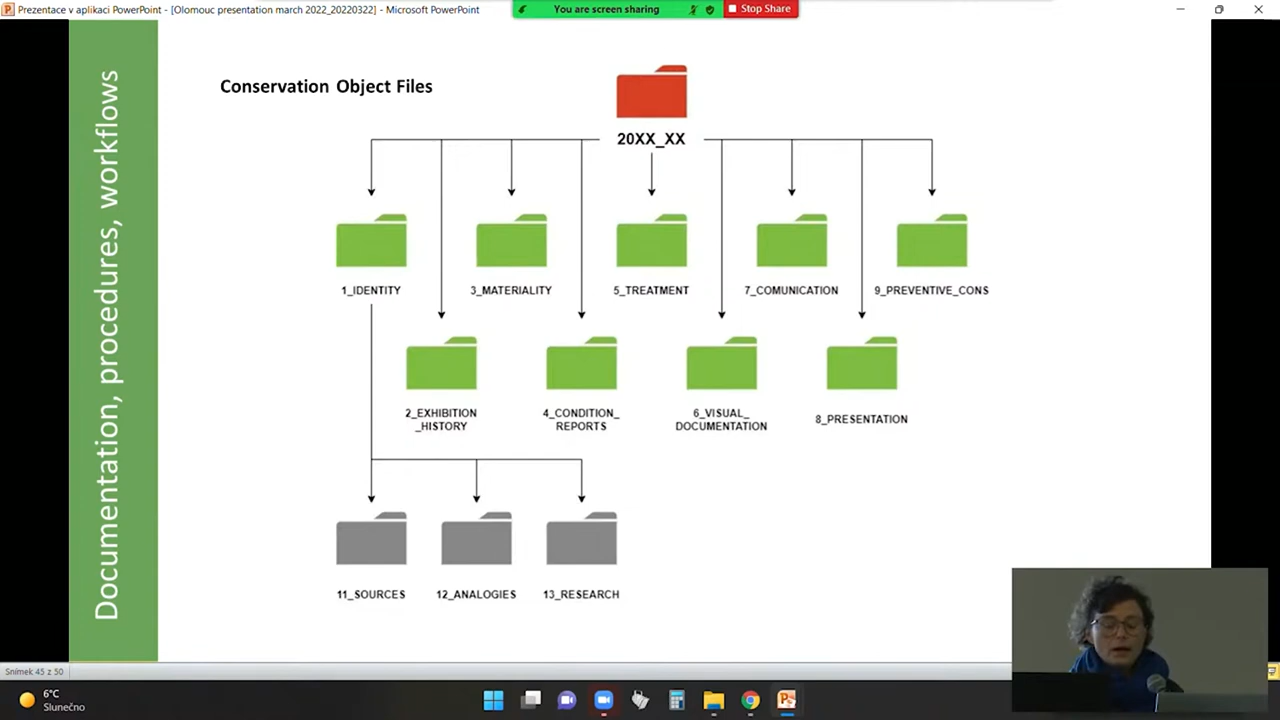 Prezentace v aplikaci PowerPoint - [Olomouc presentation march 2022_20220322] - Microsoft PowerPoint
You are screen sharing
Stop Share
Documentation, procedures, workflows
Conservation Object Files
20XX_XX
1_IDENTITY
3_MATERIALITY
5_TREATMENT
7_COMUNICATION
9_PREVENTIVE_CONS
2_EXHIBITION
_HISTORY
4_CONDITION_
REPORTS
6_VISUAL_
DOCUMENTATION
8_PRESENTATION
11_SOURCES
12_ANALOGIES
13_RESEARCH
Snímek 45 z 50
6°C
Slunečno